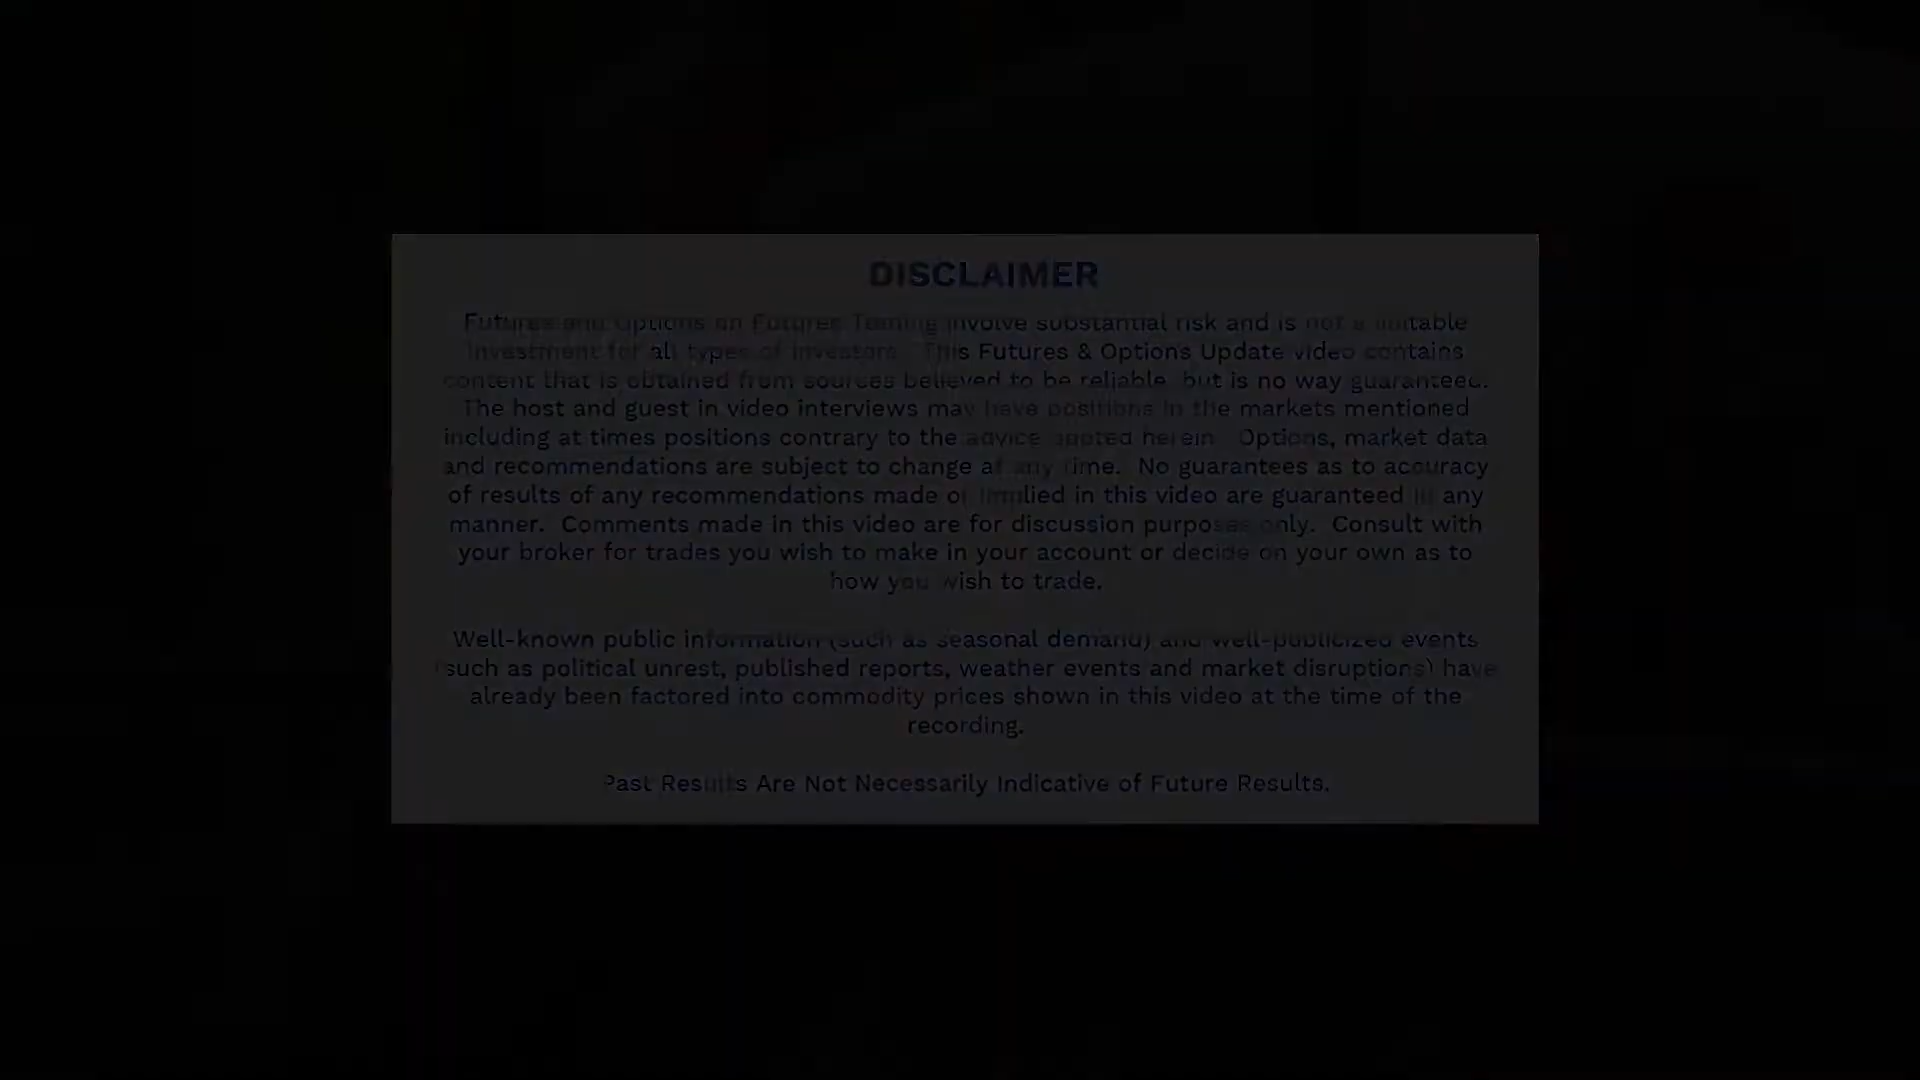 DISCLAIMER
Futures and Options on Futures Trading involve substantial risk and is not a suitable
investment for all types of investors. This Futures & Options Update video contains
content that is obtained from sources believed to be reliable, but is no way guaranteed.
The host and guest in video interviews may have positions in the markets mentioned
including at times positions contrary to the advice quoted herein. Options, market data
and recommendations are subject to change at any time. No guarantees as to accuracy
of results of any recommendations made or implied in this video are guaranteed in any
manner. Comments made in this video are for discussion purposes only. Consult with
your broker for trades you wish to make in your account or decide on your own as to
how you wish to trade.
Well-known public information (such as seasonal demand) and well-publicized events
(such as political unrest, published reports, weather events and market disruptions) have
already been factored into commodity prices shown in this video at the time of the
recording.
Past Results Are Not Necessarily Indicative of Future Results.